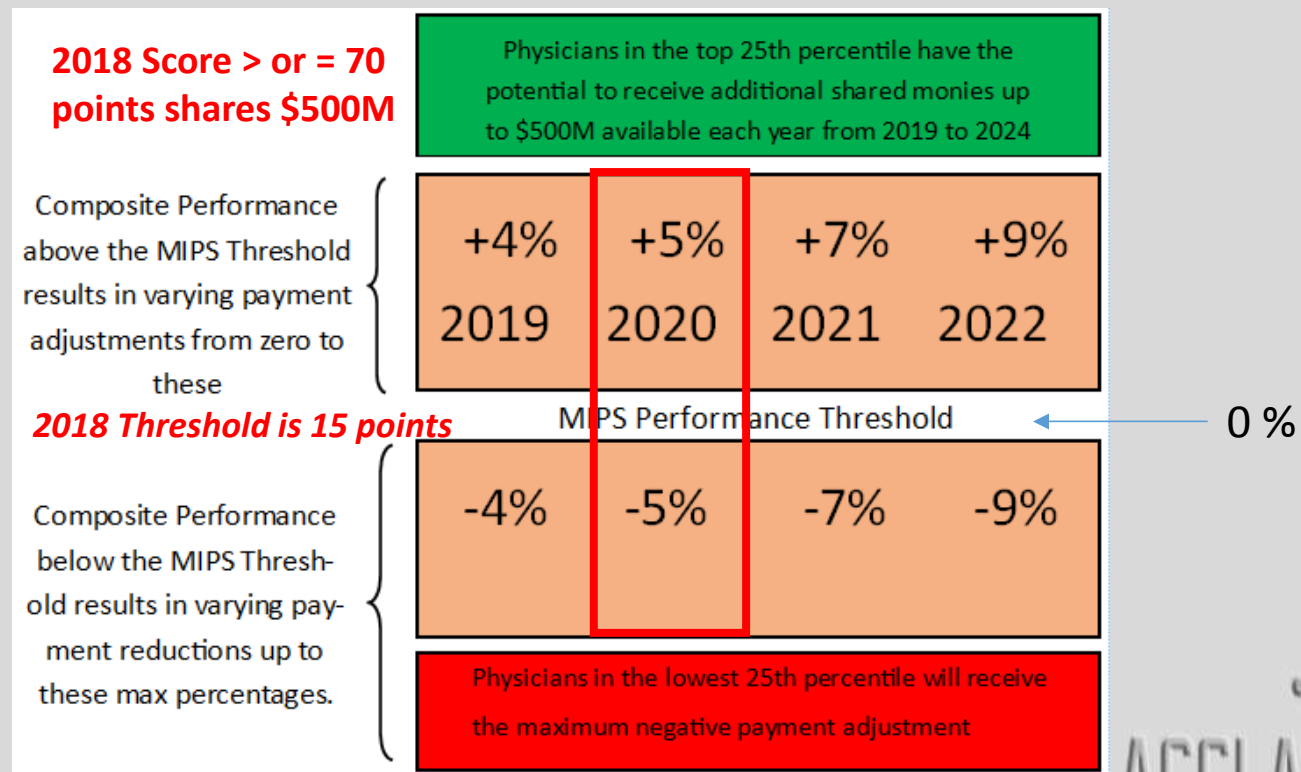 2018 Score > or = 70
points shares $500M
Physicians in the top 25th percentile have the
potential to receive additional shared monies up
to $500M available each year from 2019 to 2024
Composite Performance
above the MIPS Threshold
results in varying payment
adjustments from zero to
these
+4% +5% +7% +9%
2019 2020 2021 2022
2018 Threshold is 15 points
MIPS Performance Threshold
0 %
Composite Performance
below the MIPS Thresh-
old results in varying pay-
ment reductions up to
these max percentages.
-4% -5% -7% -9%
Physicians in the lowest 25th percentile will receive
the maximum negative payment adjustment